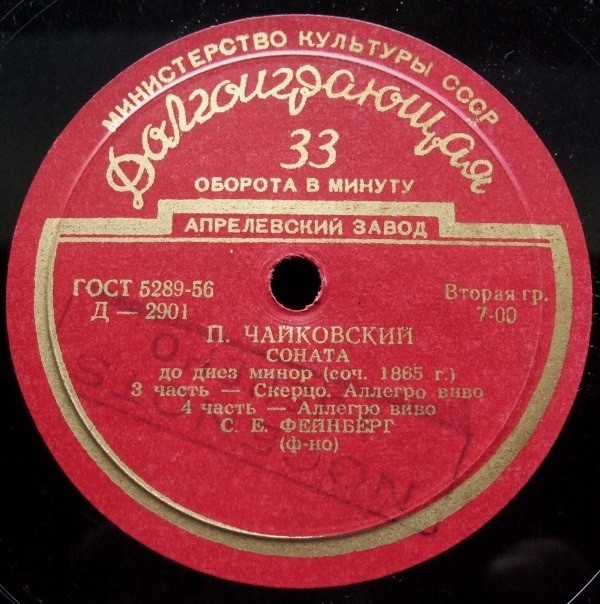 МИНИСТЕРСТВО КУЛЬТУРЫ СССР
Долгоиграющая
33
ОБОРОТА В МИНУТУ
АПРЕЛЕВСКИЙ ЗАВОД
ГОСТ 5289-56
Д — 2901
Вторая гр.
7-00
П. ЧАЙКОВСКИЙ
СОНАТА
до диез минор (соч. 1865 г.)
3 часть — Скерцо. Аллегро виво
4 часть — Аллегро виво
С. Е. ФЕЙНБЕРГ
(ф-но)